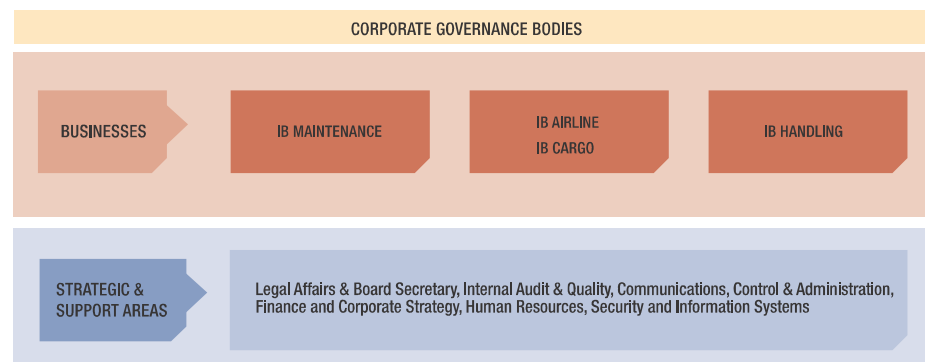 CORPORATE GOVERNANCE BODIES
BUSINESSES
IB MAINTENANCE
IB AIRLINE
IB CARGO
IB HANDLING
STRATEGIC &
SUPPORT AREAS
Legal Affairs & Board Secretary, Internal Audit & Quality, Communications, Control & Administration,
Finance and Corporate Strategy, Human Resources, Security and Information Systems